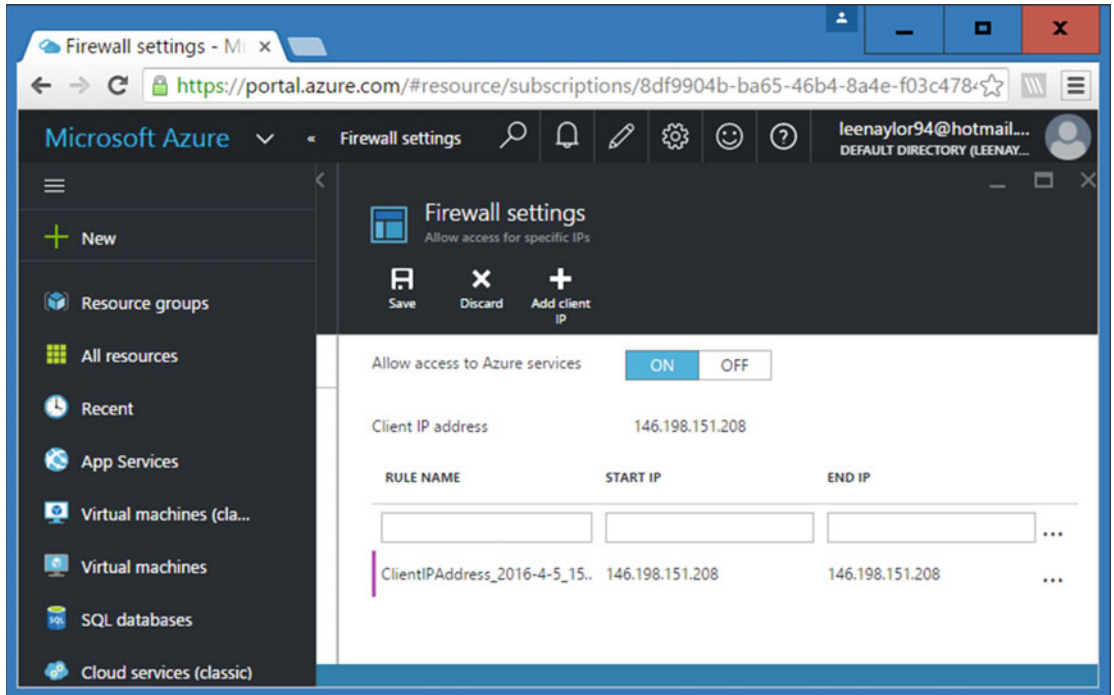 Firewall settings - Mi
https://portal.azure.com/#resource/subscriptions/8df9904b-ba65-46b4-8a4e-f03c478
Microsoft Azure
Firewall settings
leenaylor94@hotmail....
DEFAULT DIRECTORY (LEENAY...
New
Resource groups
All resources
Recent
App Services
Virtual machines (cla...
Virtual machines
SQL databases
Cloud services (classic)
Firewall settings
Allow access for specific IPs
Save Discard Add client
IP
Allow access to Azure services ON OFF
Client IP address 146.198.151.208
RULE NAME START IP END IP
ClientIPAddress_2016-4-5_15.. 146.198.151.208 146.198.151.208